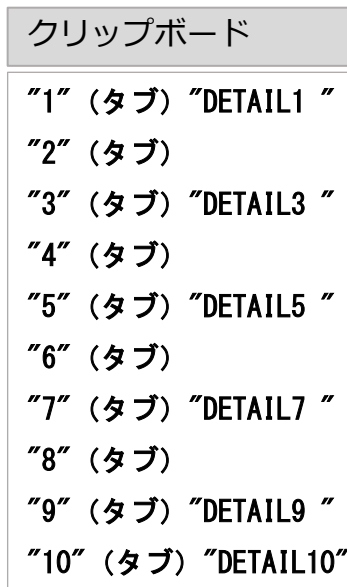 クリップボード
"1" (タブ) "DETAIL1 "
"2" (タブ)
"3" (タブ) "DETAIL3 "
"4" (タブ)
"5" (タブ) "DETAIL5 "
"6" (タブ)
"7" (タブ) "DETAIL7 "
"8" (タブ)
"9" (タブ) "DETAIL9 "
"10" (タブ) "DETAIL10"